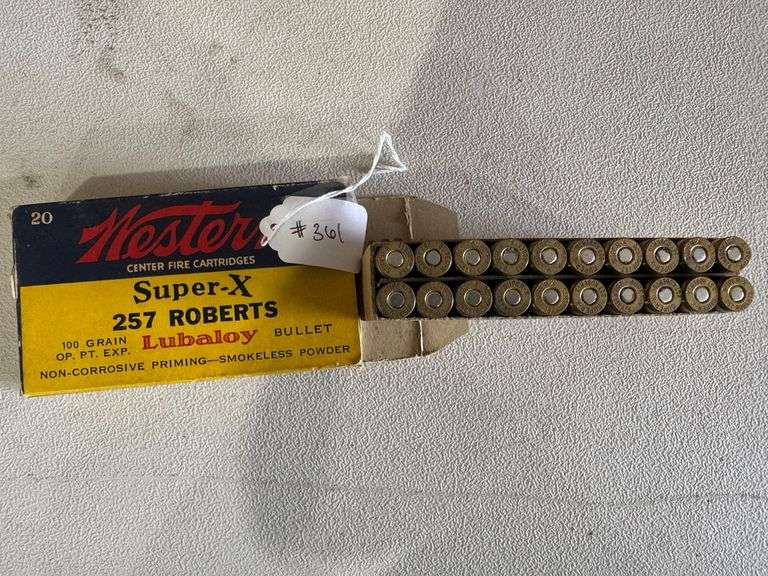 20
Western
CENTER FIRE CARTRIDGES
Super-X
257 ROBERTS
100 GRAIN
OP. PT. EXP.
Lubaloy
BULLET
NON-CORROSIVE PRIMING—SMOKELESS POWDER
#361